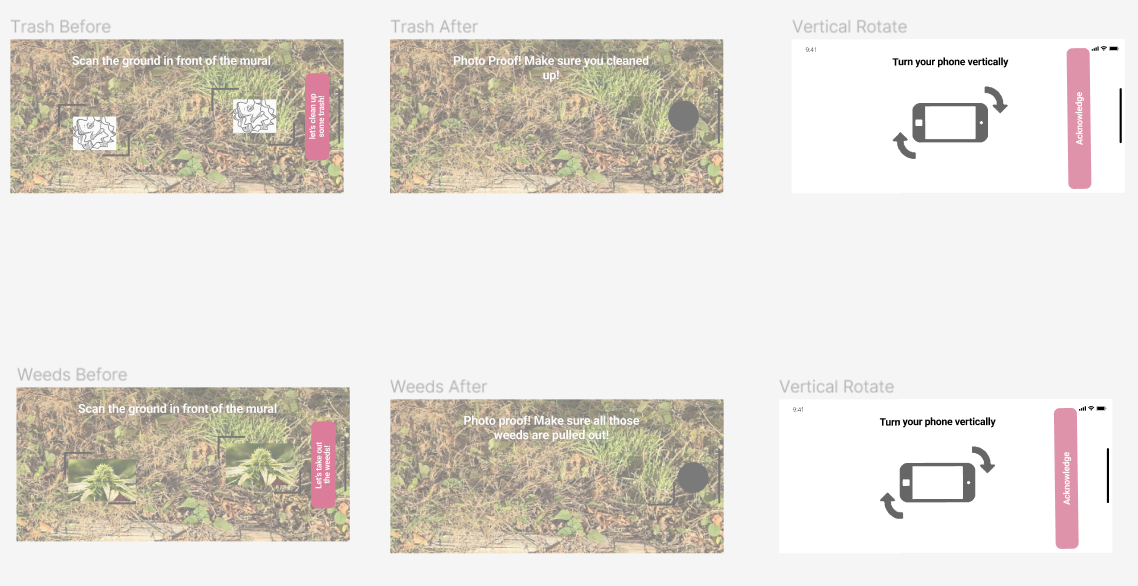 Trash Before
Trash After
Vertical Rotate
Scan the ground in front of the mural
let's clean up
some trash!
Photo Proof! Make sure you cleaned
up!
9:41
Turn your phone vertically
Acknowledge
Weeds Before
Weeds After
Vertical Rotate
Scan the ground in front of the mural
Let's take out
the weeds!
Photo proof! Make sure all those
weeds are pulled out!
9:41
Turn your phone vertically
Acknowledge